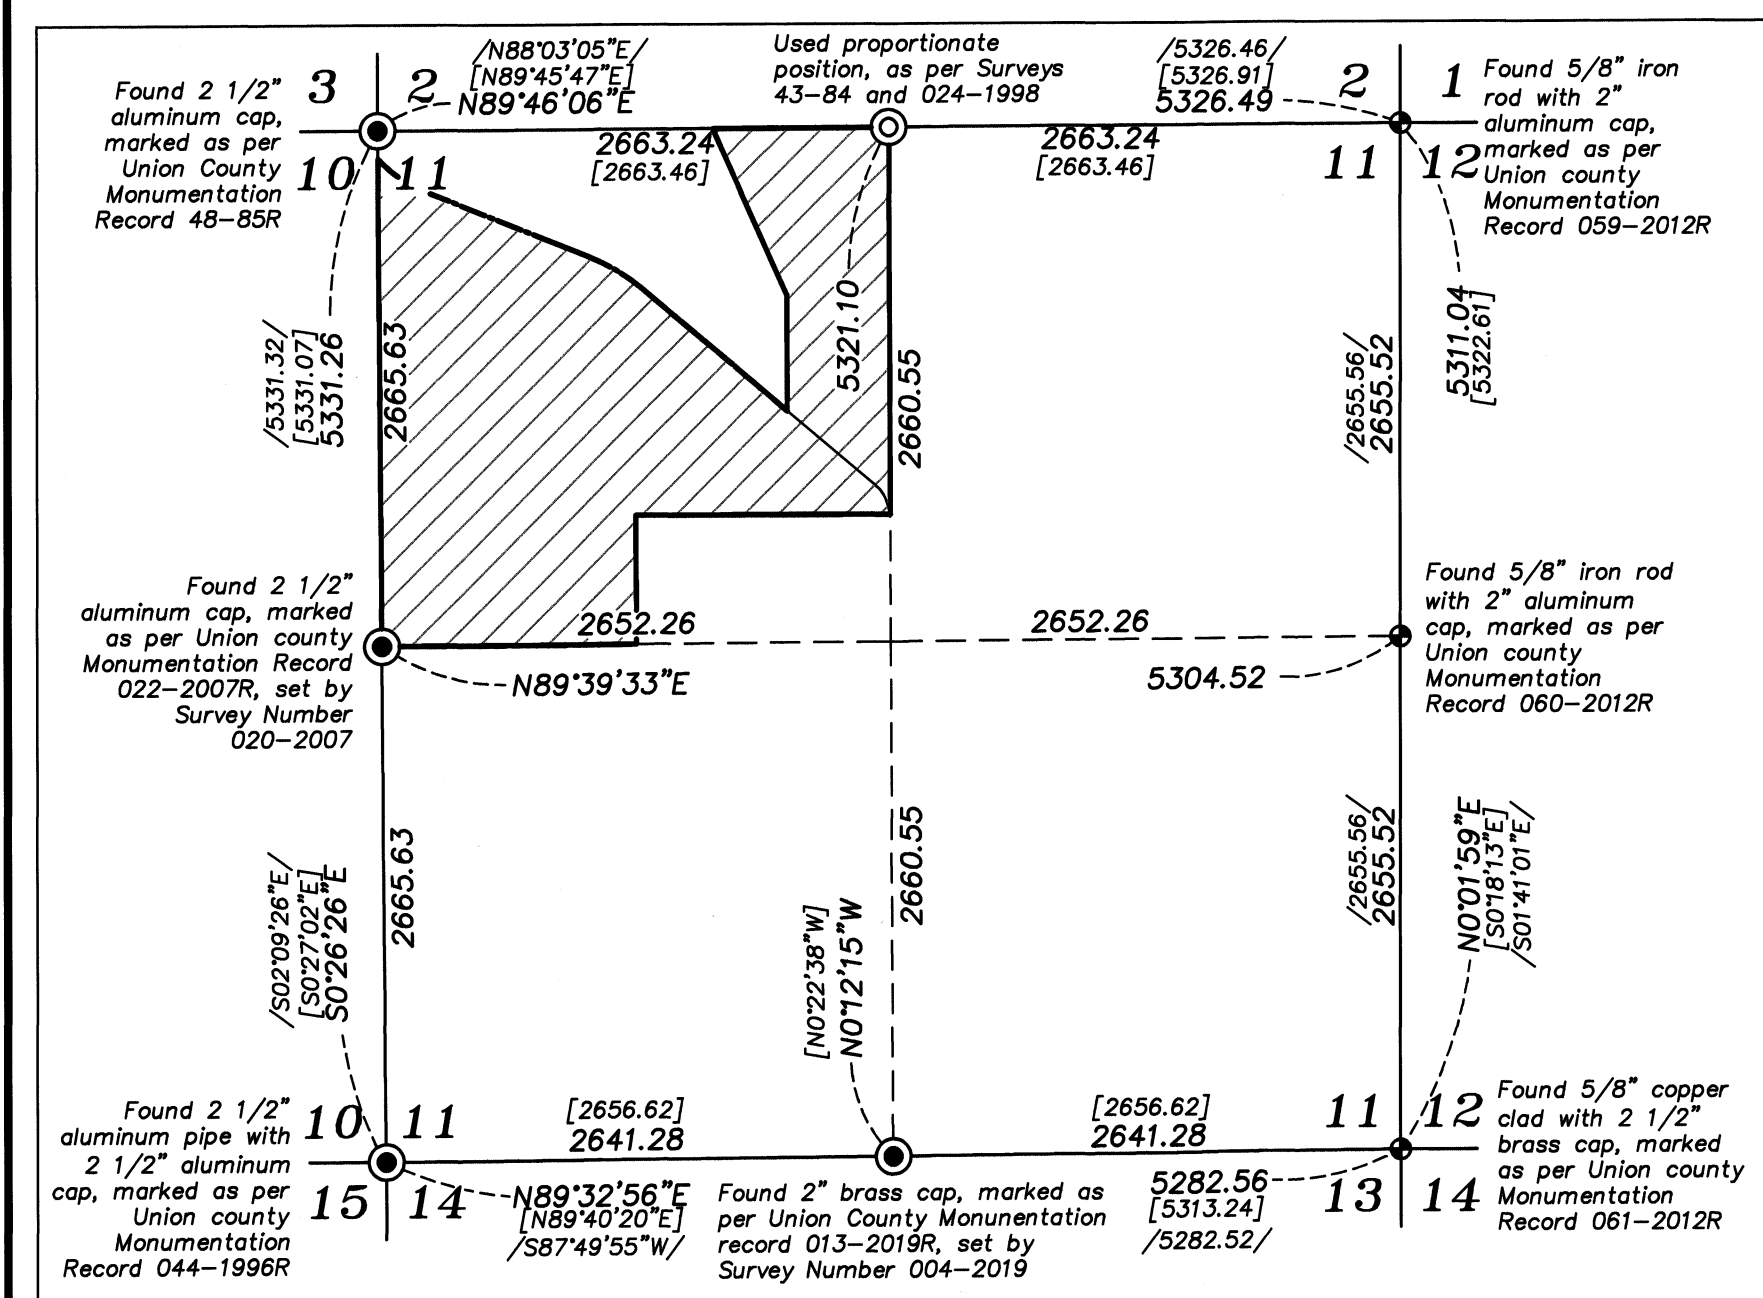 Found 2 1/2"
aluminum cap,
marked as per
Union County
Monumentation
Record 48-85R
3
2
10
11
/N88°03'05"E/
[N89°45'47"E]
N89°46'06"E
2663.24
[2663.46]
Used proportionate
position, as per Surveys
43-84 and 024-1998
/5326.46/
[5326.91]
5326.49
2663.24
[2663.46]
2
1
11
12
Found 5/8" iron
rod with 2"
aluminum cap,
marked as per
Union county
Monumentation
Record 059-2012R
/5331.32/
[5331.07]
5331.26
2665.63
5321.10
2660.55
/2655.56/
2655.52
5311.04
[5322.61]
Found 2 1/2"
aluminum cap, marked
as per Union county
Monumentation Record
022-2007R, set by
Survey Number
020-2007
2652.26
N89°39'33"E
2652.26
5304.52
Found 5/8" iron rod
with 2" aluminum
cap, marked as per
Union county
Monumentation
Record 060-2012R
/S02°09'26"E/
[S0°27'02"E]
S0°26'26"E
2665.63
[N0°22'38"W]
N0°12'15"W
2660.55
/2655.56/
2655.52
N0°01'59"E
[S0°18'13"E]
/S01°41'01"E/
Found 2 1/2"
aluminum pipe with
2 1/2" aluminum
cap, marked as per
Union county
Monumentation
Record 044-1996R
10
11
15
14
[2656.62]
2641.28
N89°32'56"E
[N89°40'20"E]
/S87°49'55"W/
Found 2" brass cap, marked as
per Union County Monunentation
record 013-2019R, set by
Survey Number 004-2019
[2656.62]
2641.28
5282.56
[5313.24]
/5282.52/
11
12
13
14
Found 5/8" copper
clad with 2 1/2"
brass cap, marked
as per Union county
Monumentation
Record 061-2012R